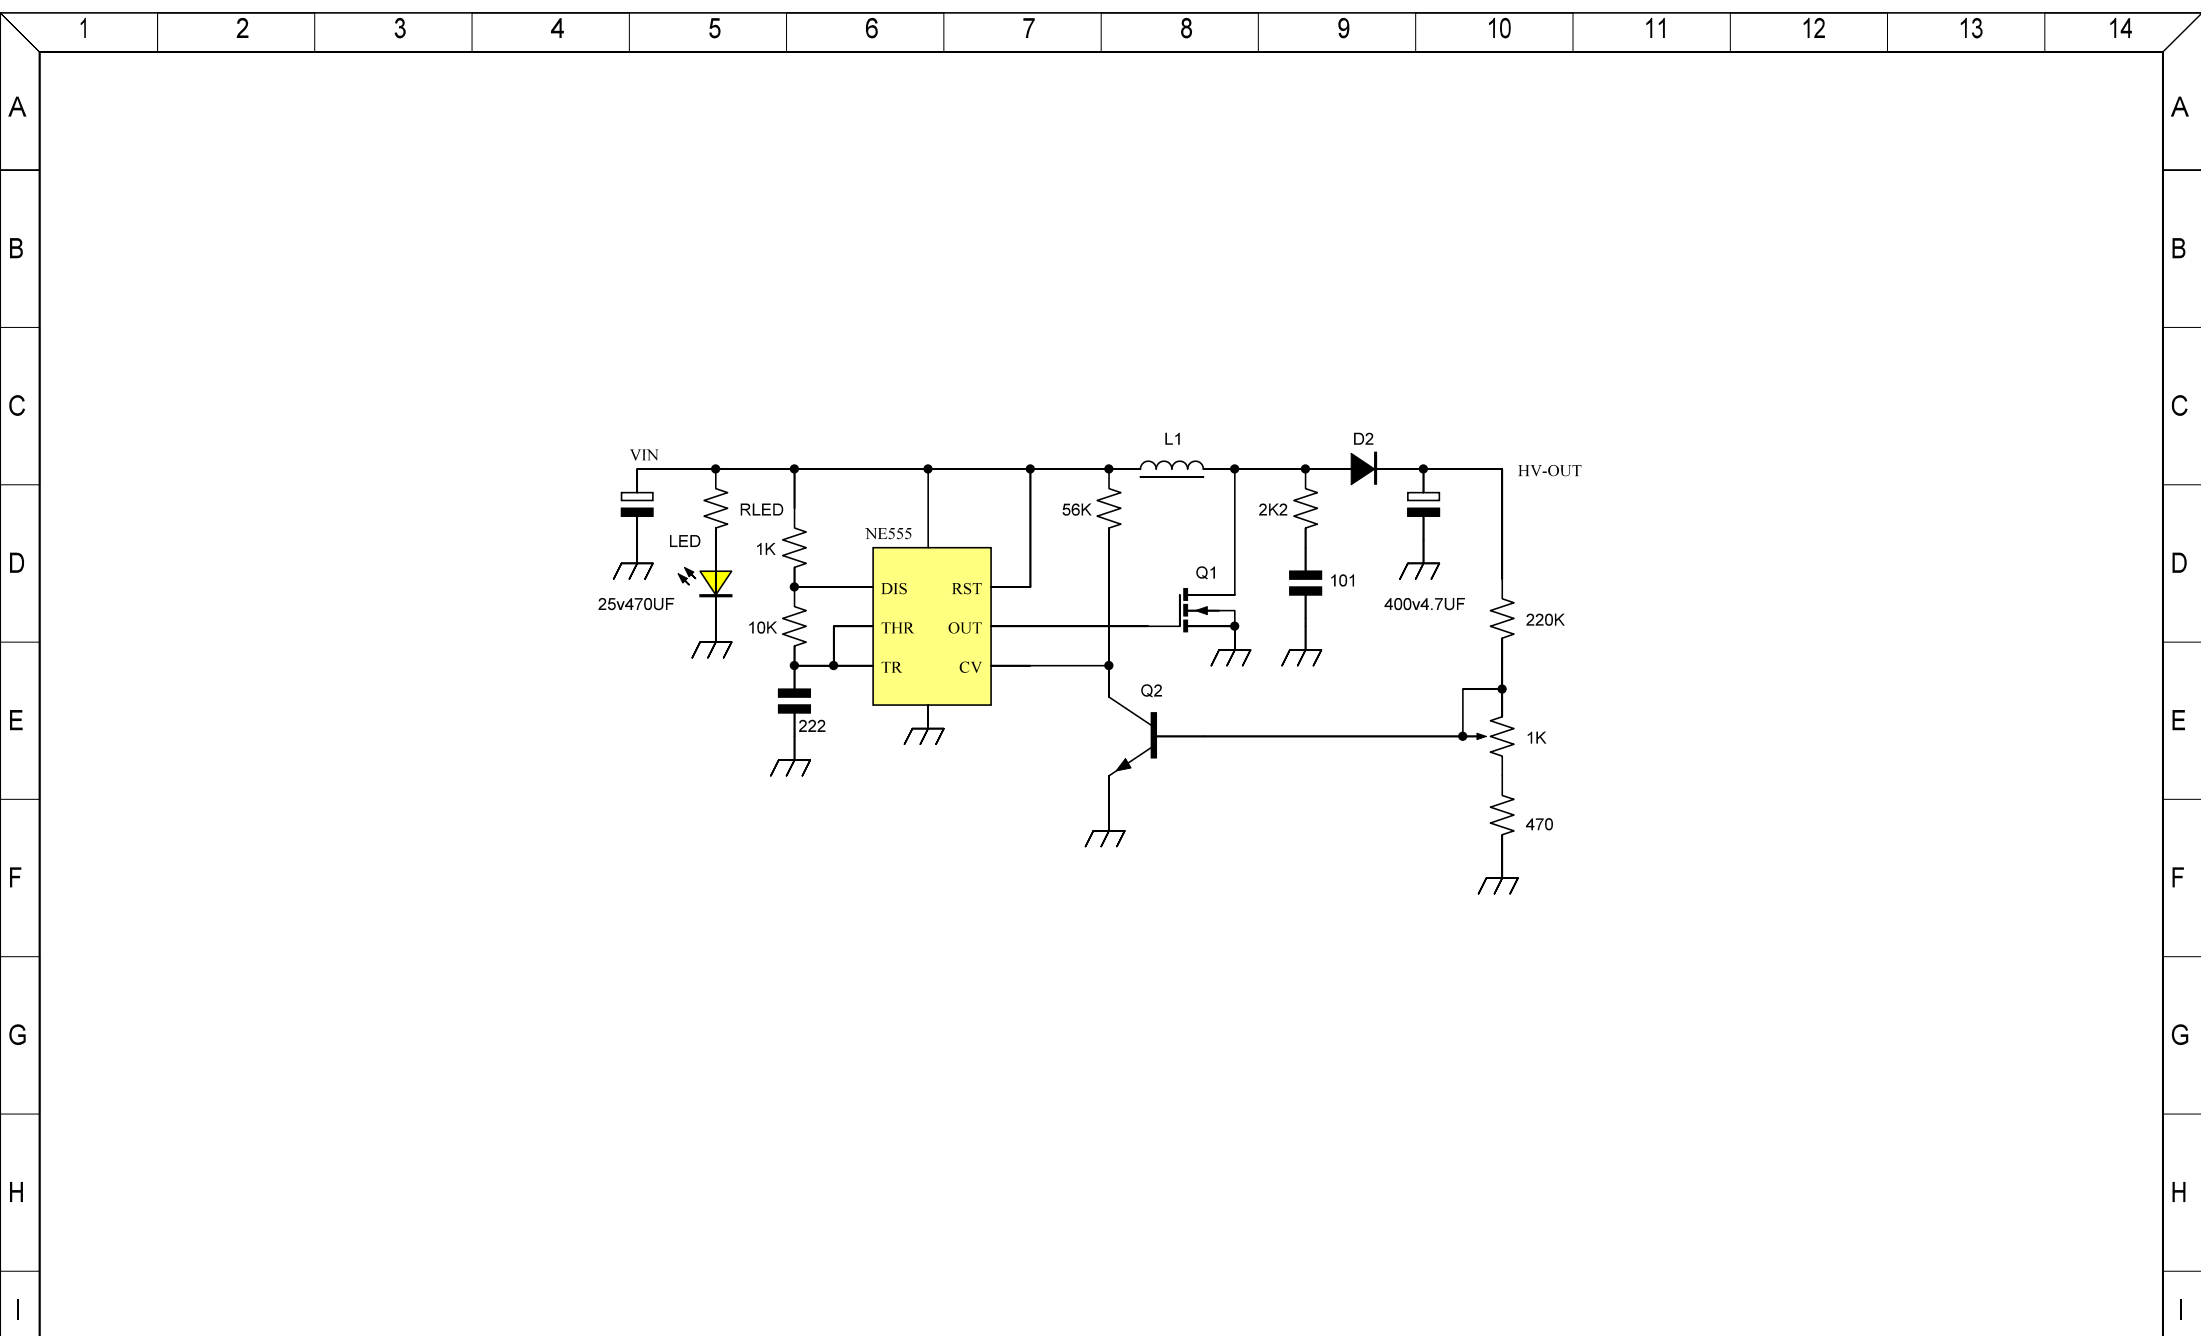 1 2 3 4 5 6 7 8 9 10 11 12 13 14
A A
B B
C C
L1 D2
VIN HV-OUT
RLED 56K 2K2
NE555
LED 1K
D D
Q1 101
DIS RST
25v470UF 400v4.7UF
10K THR OUT 220K
TR CV
Q2
E 222 E
1K
470
F F
G G
H H
I I